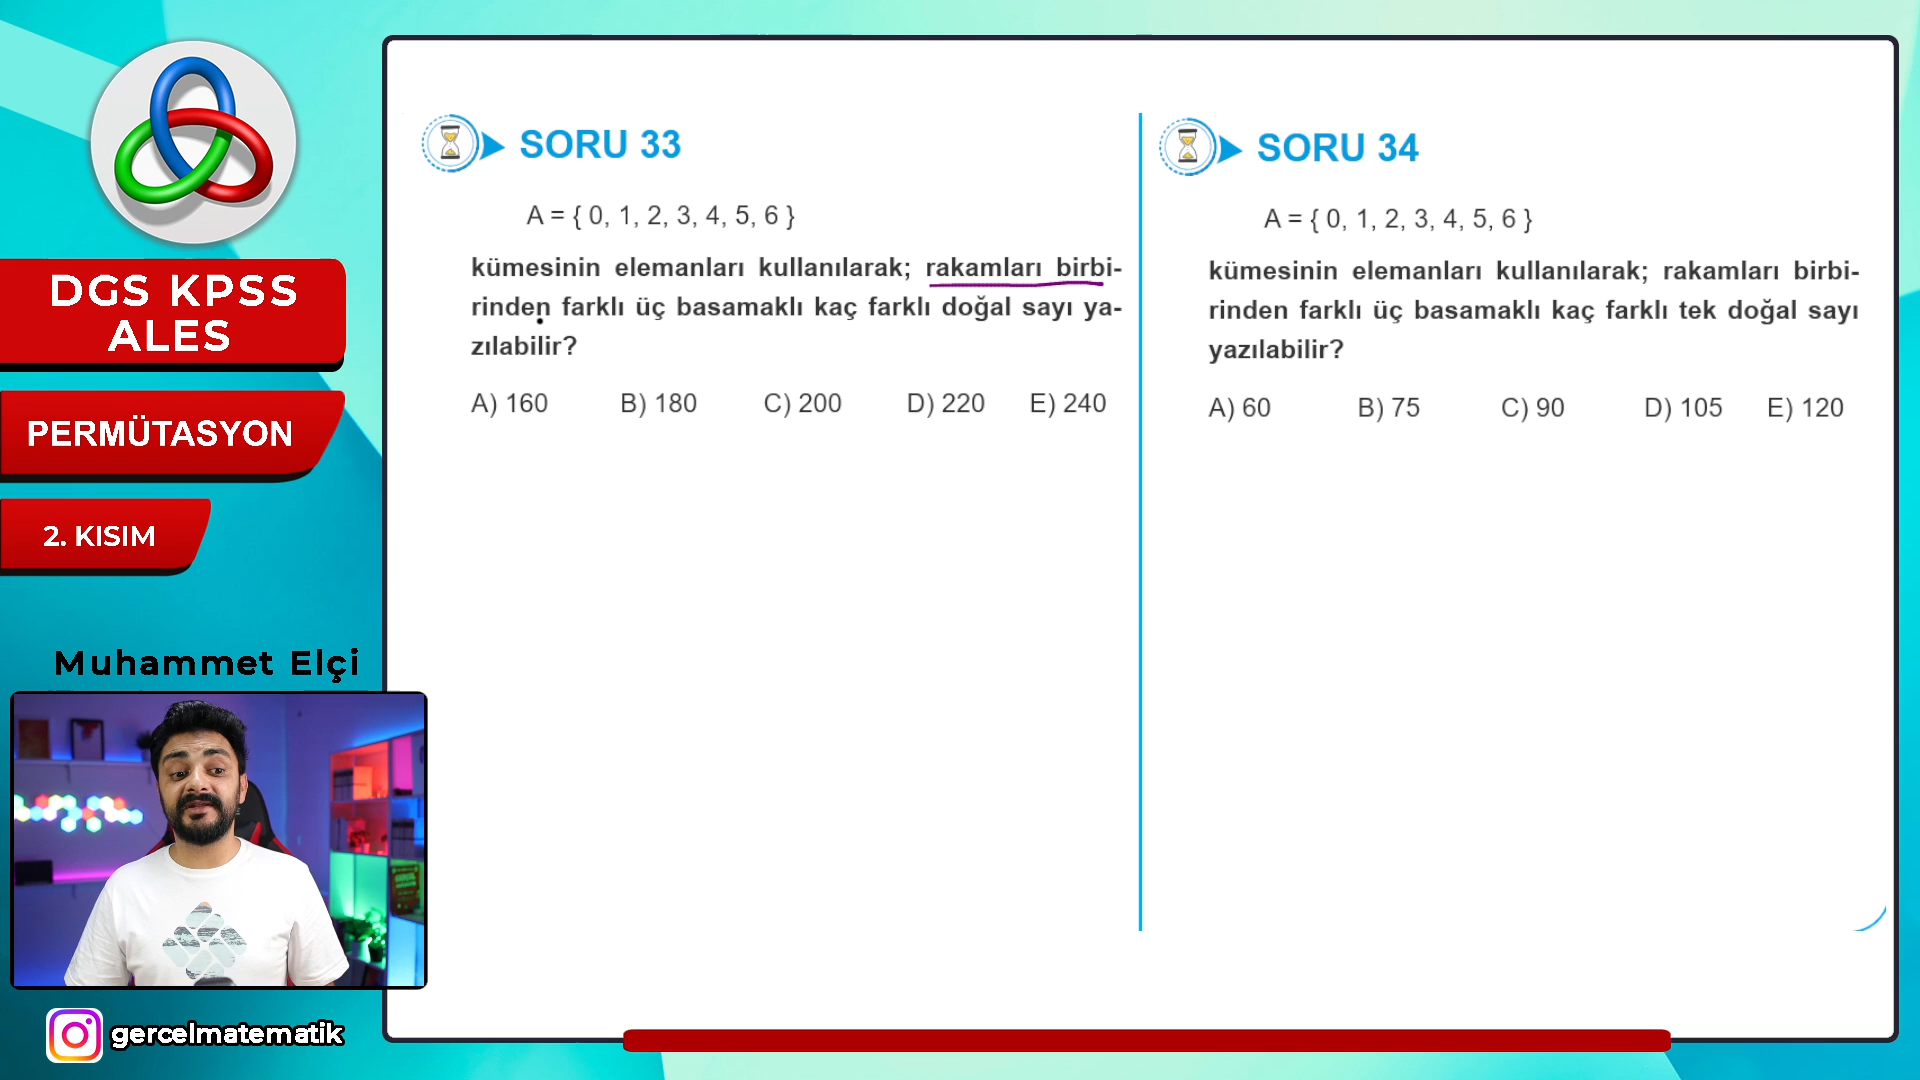 DGS KPSS
ALES
PERMÜTASYON
2. KISIM
Muhammet Elçi
gercelmatematik
SORU 33
A = { 0, 1, 2, 3, 4, 5, 6 }
kümesinin elemanları kullanılarak; rakamları birbi-
rinden farklı üç basamaklı kaç farklı doğal sayı ya-
zılabilir?
A) 160 B) 180 C) 200 D) 220 E) 240
SORU 34
A = { 0, 1, 2, 3, 4, 5, 6 }
kümesinin elemanları kullanılarak; rakamları birbi-
rinden farklı üç basamaklı kaç farklı tek doğal sayı
yazılabilir?
A) 60 B) 75 C) 90 D) 105 E) 120